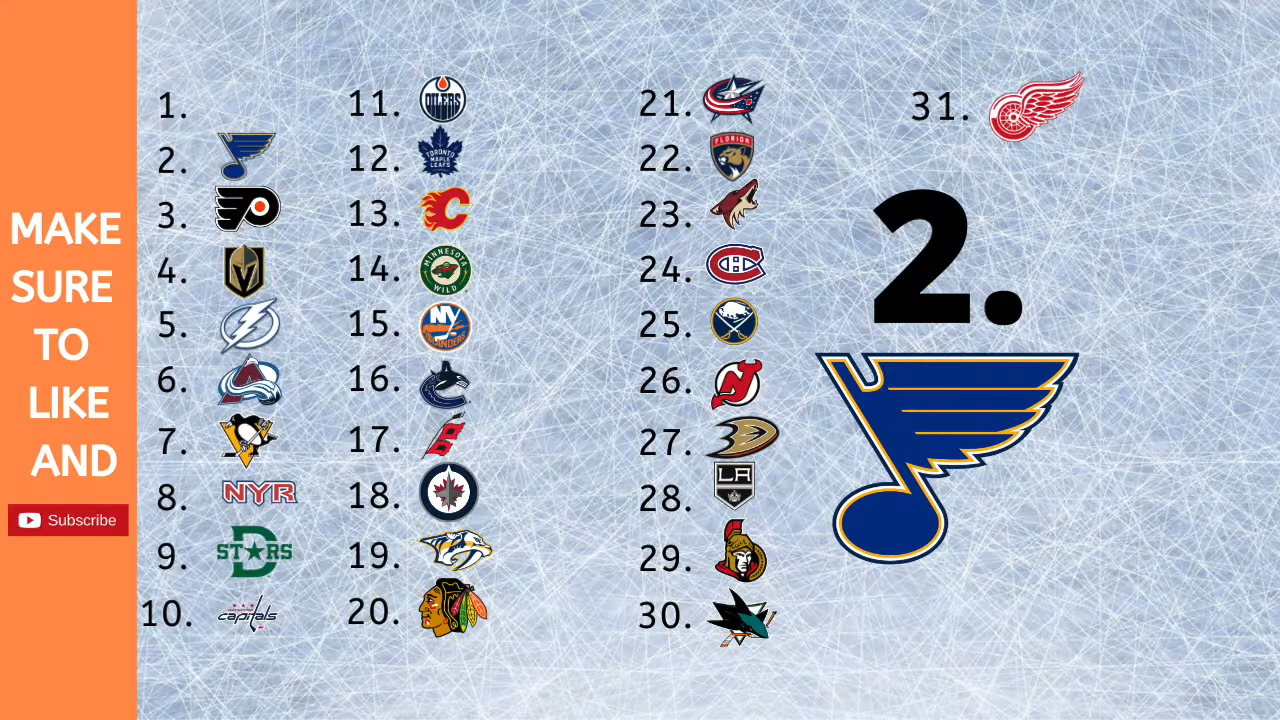 MAKE
SURE
TO
LIKE
AND
Subscribe
1.
2.
3.
4.
5.
6.
7.
8. NYR
9. STARS
10. capitals
11. OILERS
12. TORONTO MAPLE LEAFS
13.
14. MINNESOTA WILD
15. NY ISLANDERS
16.
17.
18.
19.
20.
21.
22. FLORIDA
23.
24.
25.
26.
27.
28. LA
29.
30.
31.
2.